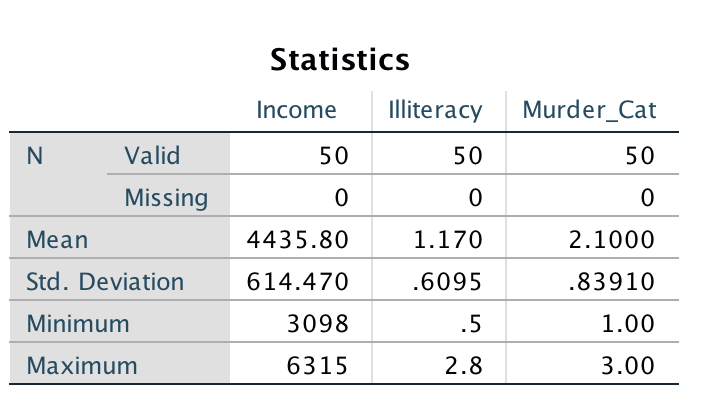 Statistics
Income Illiteracy Murder_Cat
N Valid 50 50 50
Missing 0 0 0
Mean 4435.80 1.170 2.1000
Std. Deviation 614.470 .6095 .83910
Minimum 3098 .5 1.00
Maximum 6315 2.8 3.00